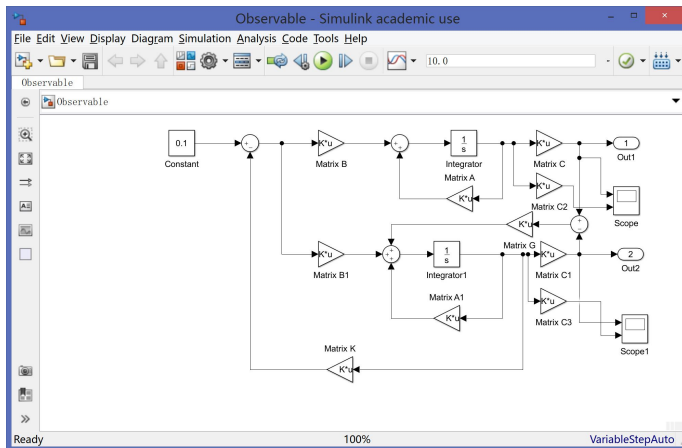 Observable - Simulink academic use
File Edit View Display Diagram Simulation Analysis Code Tools Help
10.0
Observable
Observable
0.1
Constant
K*u
Matrix B
1
s
Integrator
K*u
Matrix C
1
Out1
Matrix A
K*u
K*u
Matrix C2
Scope
K*u
Matrix G
K*u
Matrix B1
1
s
Integrator1
K*u
Matrix C1
2
Out2
Matrix A1
K*u
K*u
Matrix C3
Scope1
Matrix K
K*u
Ready
100%
VariableStepAuto